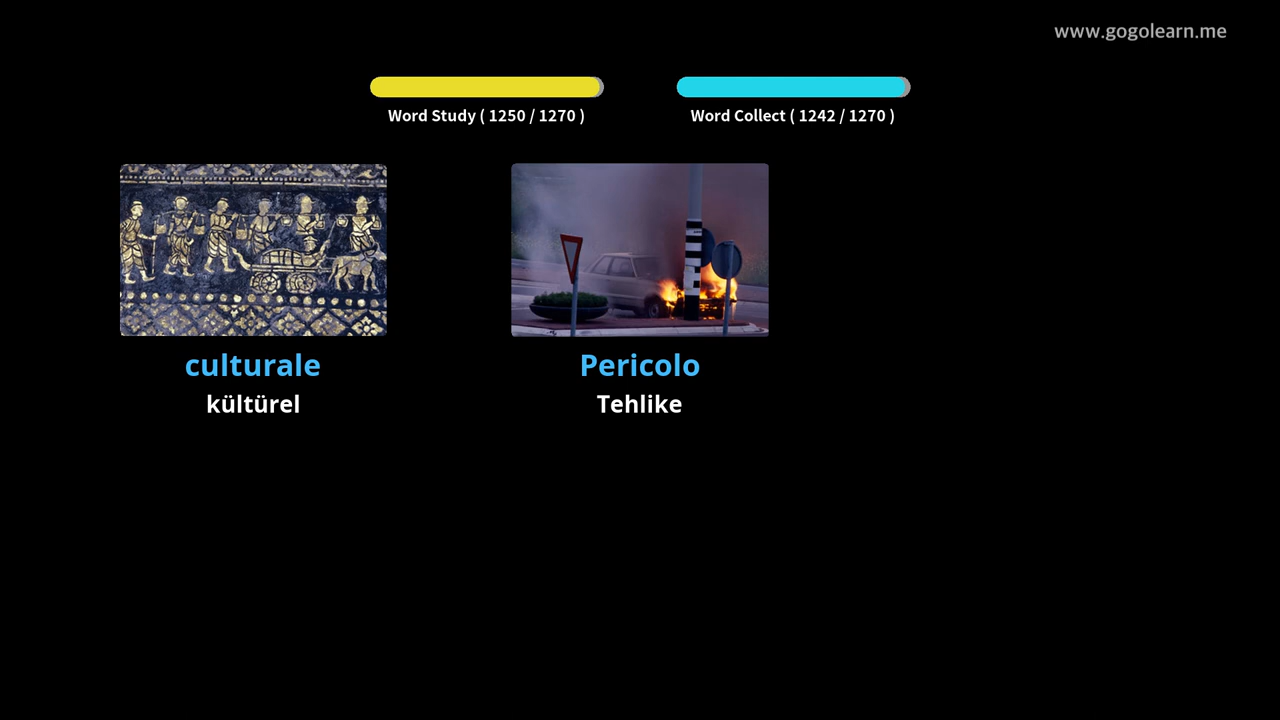 www.gogolearn.me
Word Study ( 1250 / 1270 )
Word Collect ( 1242 / 1270 )
culturale
kültürel
Pericolo
Tehlike